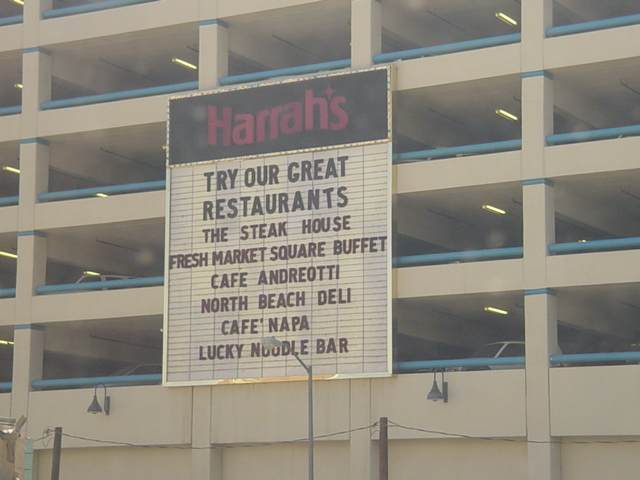 Harrah's
TRY OUR GREAT
RESTAURANTS
THE STEAK HOUSE
FRESH MARKET SQUARE BUFFET
CAFE ANDREOTTI
NORTH BEACH DELI
CAFE' NAPA
LUCKY NOODLE BAR